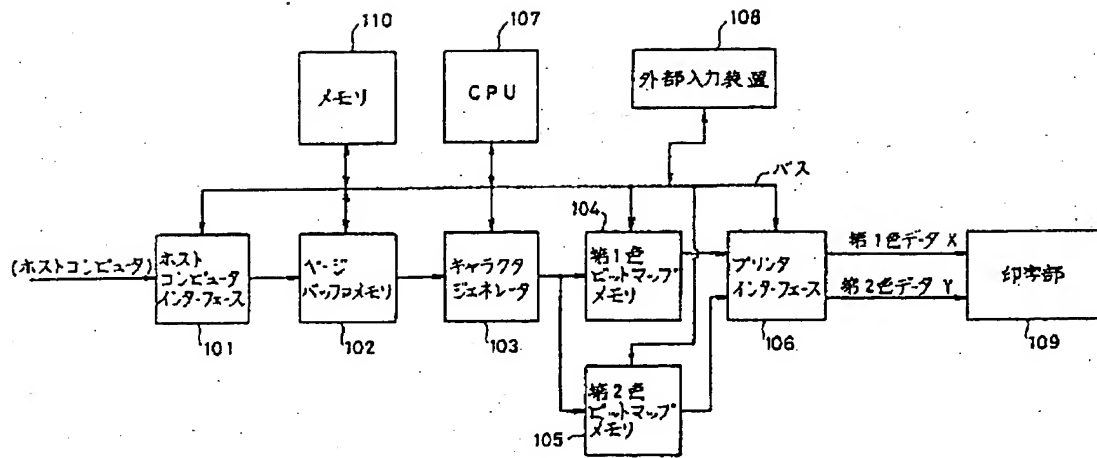 110
107
108
メモリ
CPU
外部入力装置
バス
104
(ホストコンピュータ)
ホスト
コンピュータ
インターフェース
ページ
バッファメモリ
キャラクタ
ジェネレータ
第1色
ビットマップ
メモリ
プリンタ
インターフェース
第1色データ X
第2色データ Y
印字部
101
102
103
106
109
第2色
ビットマップ
メモリ
105